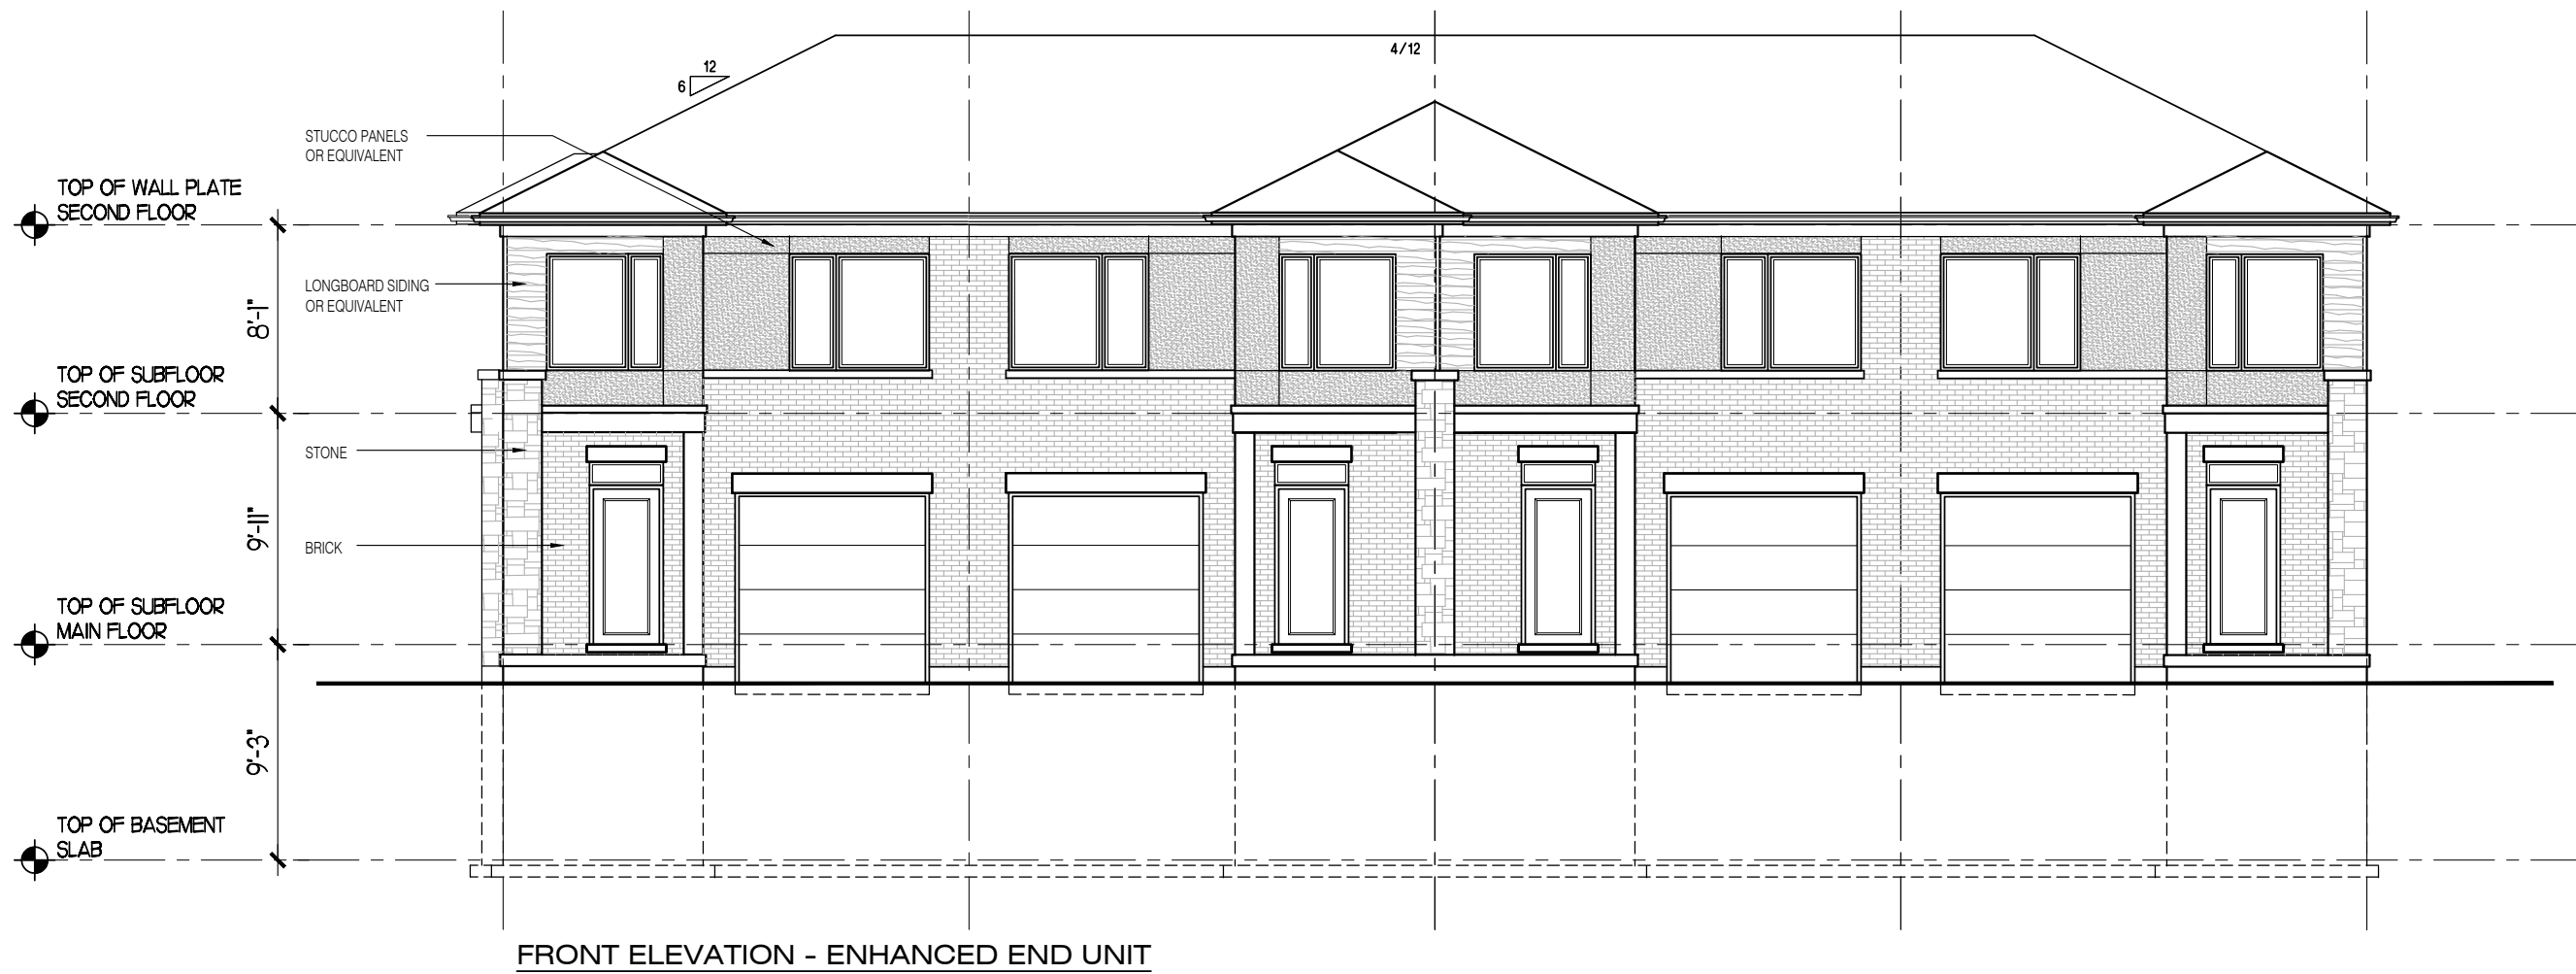 4/12
12
6
STUCCO PANELS
OR EQUIVALENT
TOP OF WALL PLATE
SECOND FLOOR
LONGBOARD SIDING
OR EQUIVALENT
8'-1"
TOP OF SUBFLOOR
SECOND FLOOR
STONE
9'-11"
BRICK
TOP OF SUBFLOOR
MAIN FLOOR
9'-3"
TOP OF BASEMENT
SLAB
FRONT ELEVATION - ENHANCED END UNIT